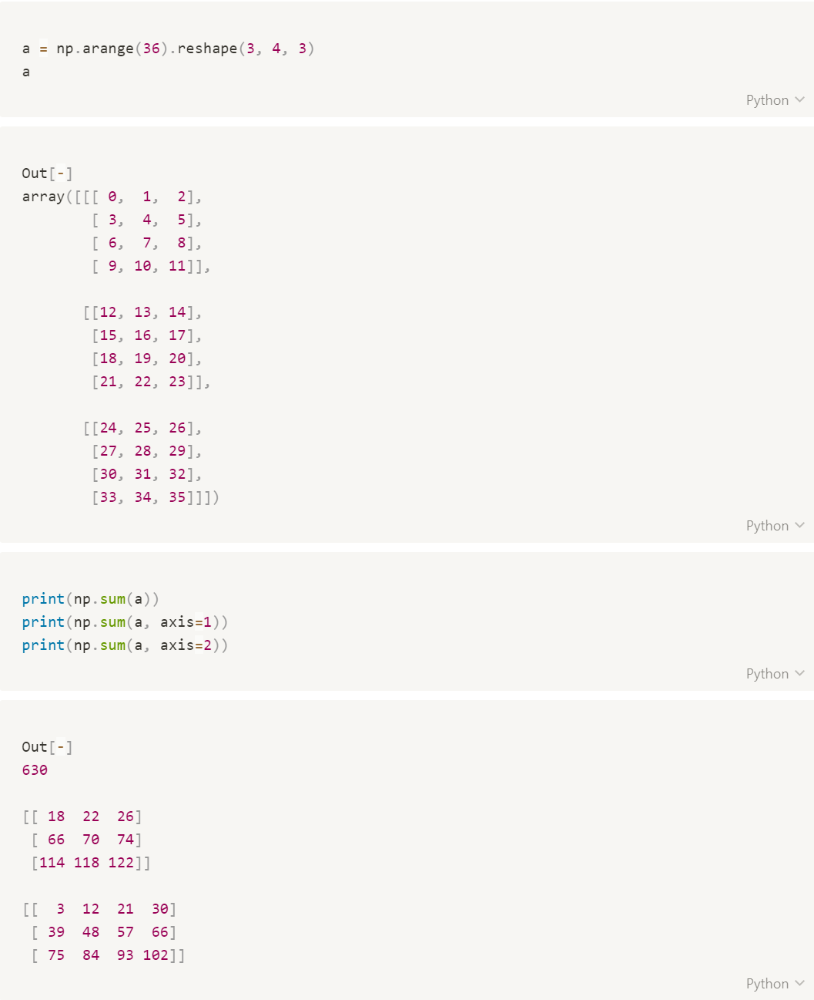 a = np.arange(36).reshape(3, 4, 3)
a
Python
Out[-]
array([[[ 0,  1,  2],
        [ 3,  4,  5],
        [ 6,  7,  8],
        [ 9, 10, 11]],

       [[12, 13, 14],
        [15, 16, 17],
        [18, 19, 20],
        [21, 22, 23]],

       [[24, 25, 26],
        [27, 28, 29],
        [30, 31, 32],
        [33, 34, 35]]])
Python
print(np.sum(a))
print(np.sum(a, axis=1))
print(np.sum(a, axis=2))
Python
Out[-]
630

[[ 18  22  26]
 [ 66  70  74]
 [114 118 122]]

[[  3  12  21  30]
 [ 39  48  57  66]
 [ 75  84  93 102]]
Python